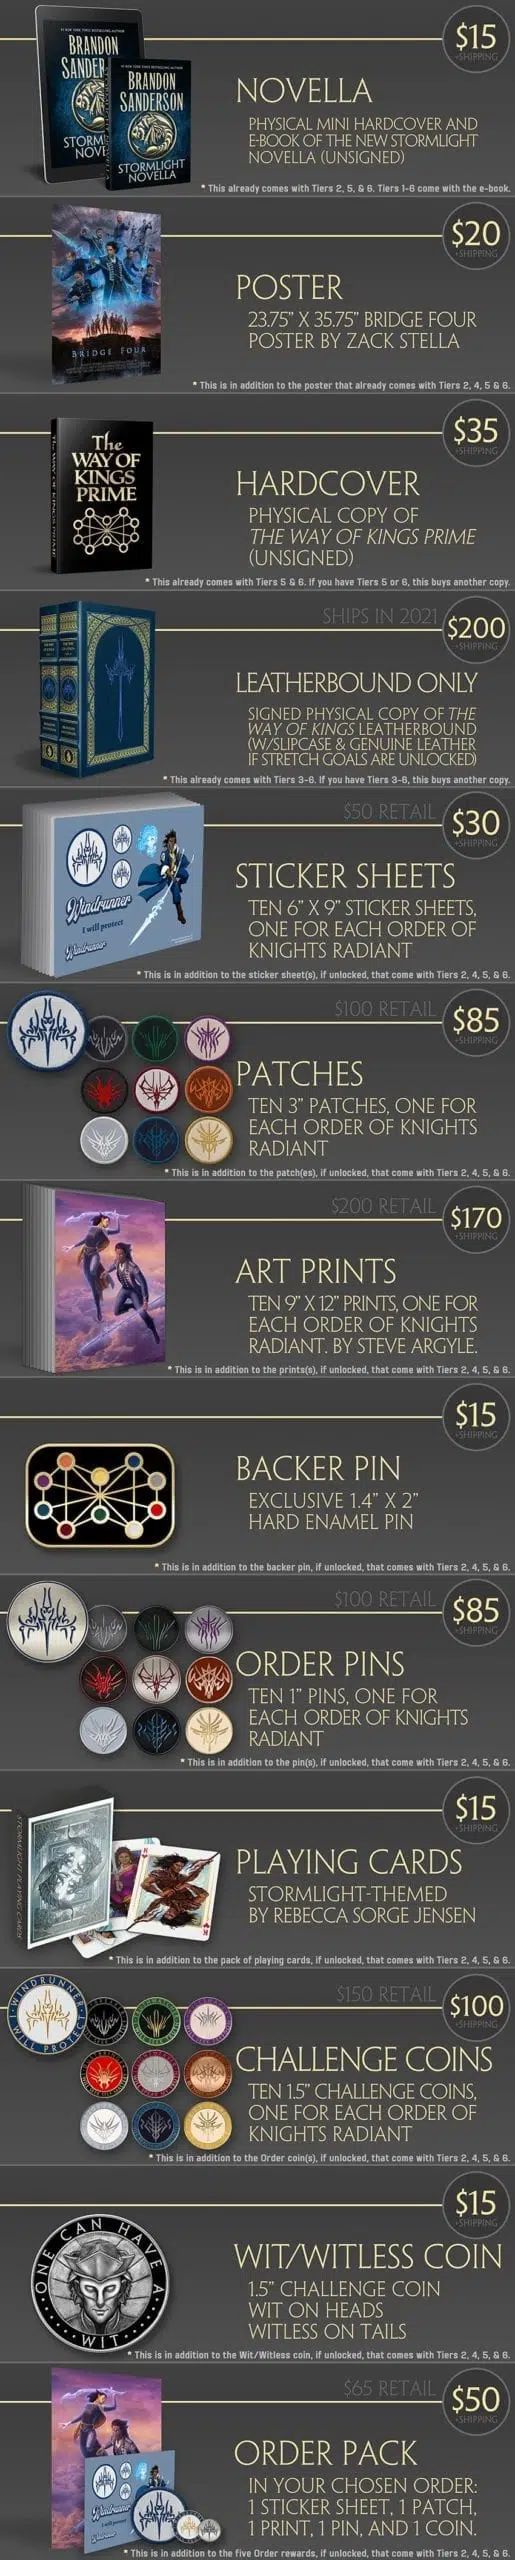 $15
+SHIPPING
#1 NEW YORK TIMES BESTSELLING AUTHOR
BRANDON
SANDERSON
STORMLIGHT
NOVELLA
NOVELLA
PHYSICAL MINI HARDCOVER AND
E-BOOK OF THE NEW STORMLIGHT
NOVELLA (UNSIGNED)
* This already comes with Tiers 2, 5, & 6. Tiers 1-6 come with the e-book.
$20
+SHIPPING
BRIDGE FOUR
POSTER
23.75" X 35.75" BRIDGE FOUR
POSTER BY ZACK STELLA
* This is in addition to the poster that already comes with Tiers 2, 4, 5 & 6.
$35
+SHIPPING
The
WAY OF
KINGS
PRIME
The WAY OF KINGS PRIME
HARDCOVER
PHYSICAL COPY OF
THE WAY OF KINGS PRIME
(UNSIGNED)
* This already comes with Tiers 5 & 6. If you have Tiers 5 or 6, this buys another copy.
SHIPS IN 2021
$200
+SHIPPING
LEATHERBOUND ONLY
SIGNED PHYSICAL COPY OF THE
WAY OF KINGS LEATHERBOUND
(W/SLIPCASE & GENUINE LEATHER
IF STRETCH GOALS ARE UNLOCKED)
* This already comes with Tiers 3-6. If you have Tiers 3-6, this buys another copy.
$50 RETAIL
$30
+SHIPPING
Windrunner
I will protect
Windrunner
STICKER SHEETS
TEN 6" X 9" STICKER SHEETS,
ONE FOR EACH ORDER OF
KNIGHTS RADIANT
* This is in addition to the sticker sheet(s), if unlocked, that come with Tiers 2, 4, 5, & 6.
$100 RETAIL
$85
+SHIPPING
PATCHES
TEN 3" PATCHES, ONE FOR
EACH ORDER OF KNIGHTS
RADIANT
* This is in addition to the patch(es), if unlocked, that come with Tiers 2, 4, 5, & 6.
$200 RETAIL
$170
+SHIPPING
ART PRINTS
TEN 9" X 12" PRINTS, ONE FOR
EACH ORDER OF KNIGHTS
RADIANT. BY STEVE ARGYLE.
* This is in addition to the prints(s), if unlocked, that come with Tiers 2, 4, 5, & 6.
$15
+SHIPPING
BACKER PIN
EXCLUSIVE 1.4" X 2"
HARD ENAMEL PIN
* This is in addition to the backer pin, if unlocked, that comes with Tiers 2, 4, 5, & 6.
$100 RETAIL
$85
+SHIPPING
ORDER PINS
TEN 1" PINS, ONE FOR
EACH ORDER OF KNIGHTS
RADIANT
* This is in addition to the pin(s), if unlocked, that come with Tiers 2, 4, 5, & 6.
$15
+SHIPPING
STORMLIGHT PLAYING CARDS
PLAYING CARDS
STORMLIGHT-THEMED
BY REBECCA SORGE JENSEN
* This is in addition to the pack of playing cards, if unlocked, that comes with Tiers 2, 4, 5, & 6.
$150 RETAIL
$100
+SHIPPING
WINDRUNNER
I WILL PROTECT
CHALLENGE COINS
TEN 1.5" CHALLENGE COINS,
ONE FOR EACH ORDER OF
KNIGHTS RADIANT
* This is in addition to the Order coin(s), if unlocked, that come with Tiers 2, 4, 5, & 6.
$15
+SHIPPING
ONE CAN HAVE A
WIT
WIT/WITLESS COIN
1.5" CHALLENGE COIN
WIT ON HEADS
WITLESS ON TAILS
* This is in addition to the Wit/Witless coin, if unlocked, that comes with Tiers 2, 4, 5, & 6.
$65 RETAIL
$50
+SHIPPING
Windrunner
I will protect
Windrunner
ORDER PACK
IN YOUR CHOSEN ORDER:
1 STICKER SHEET, 1 PATCH,
1 PRINT, 1 PIN, AND 1 COIN.
* This is in addition to the five Order rewards, if unlocked, that come with Tiers 2, 4, 5, & 6.